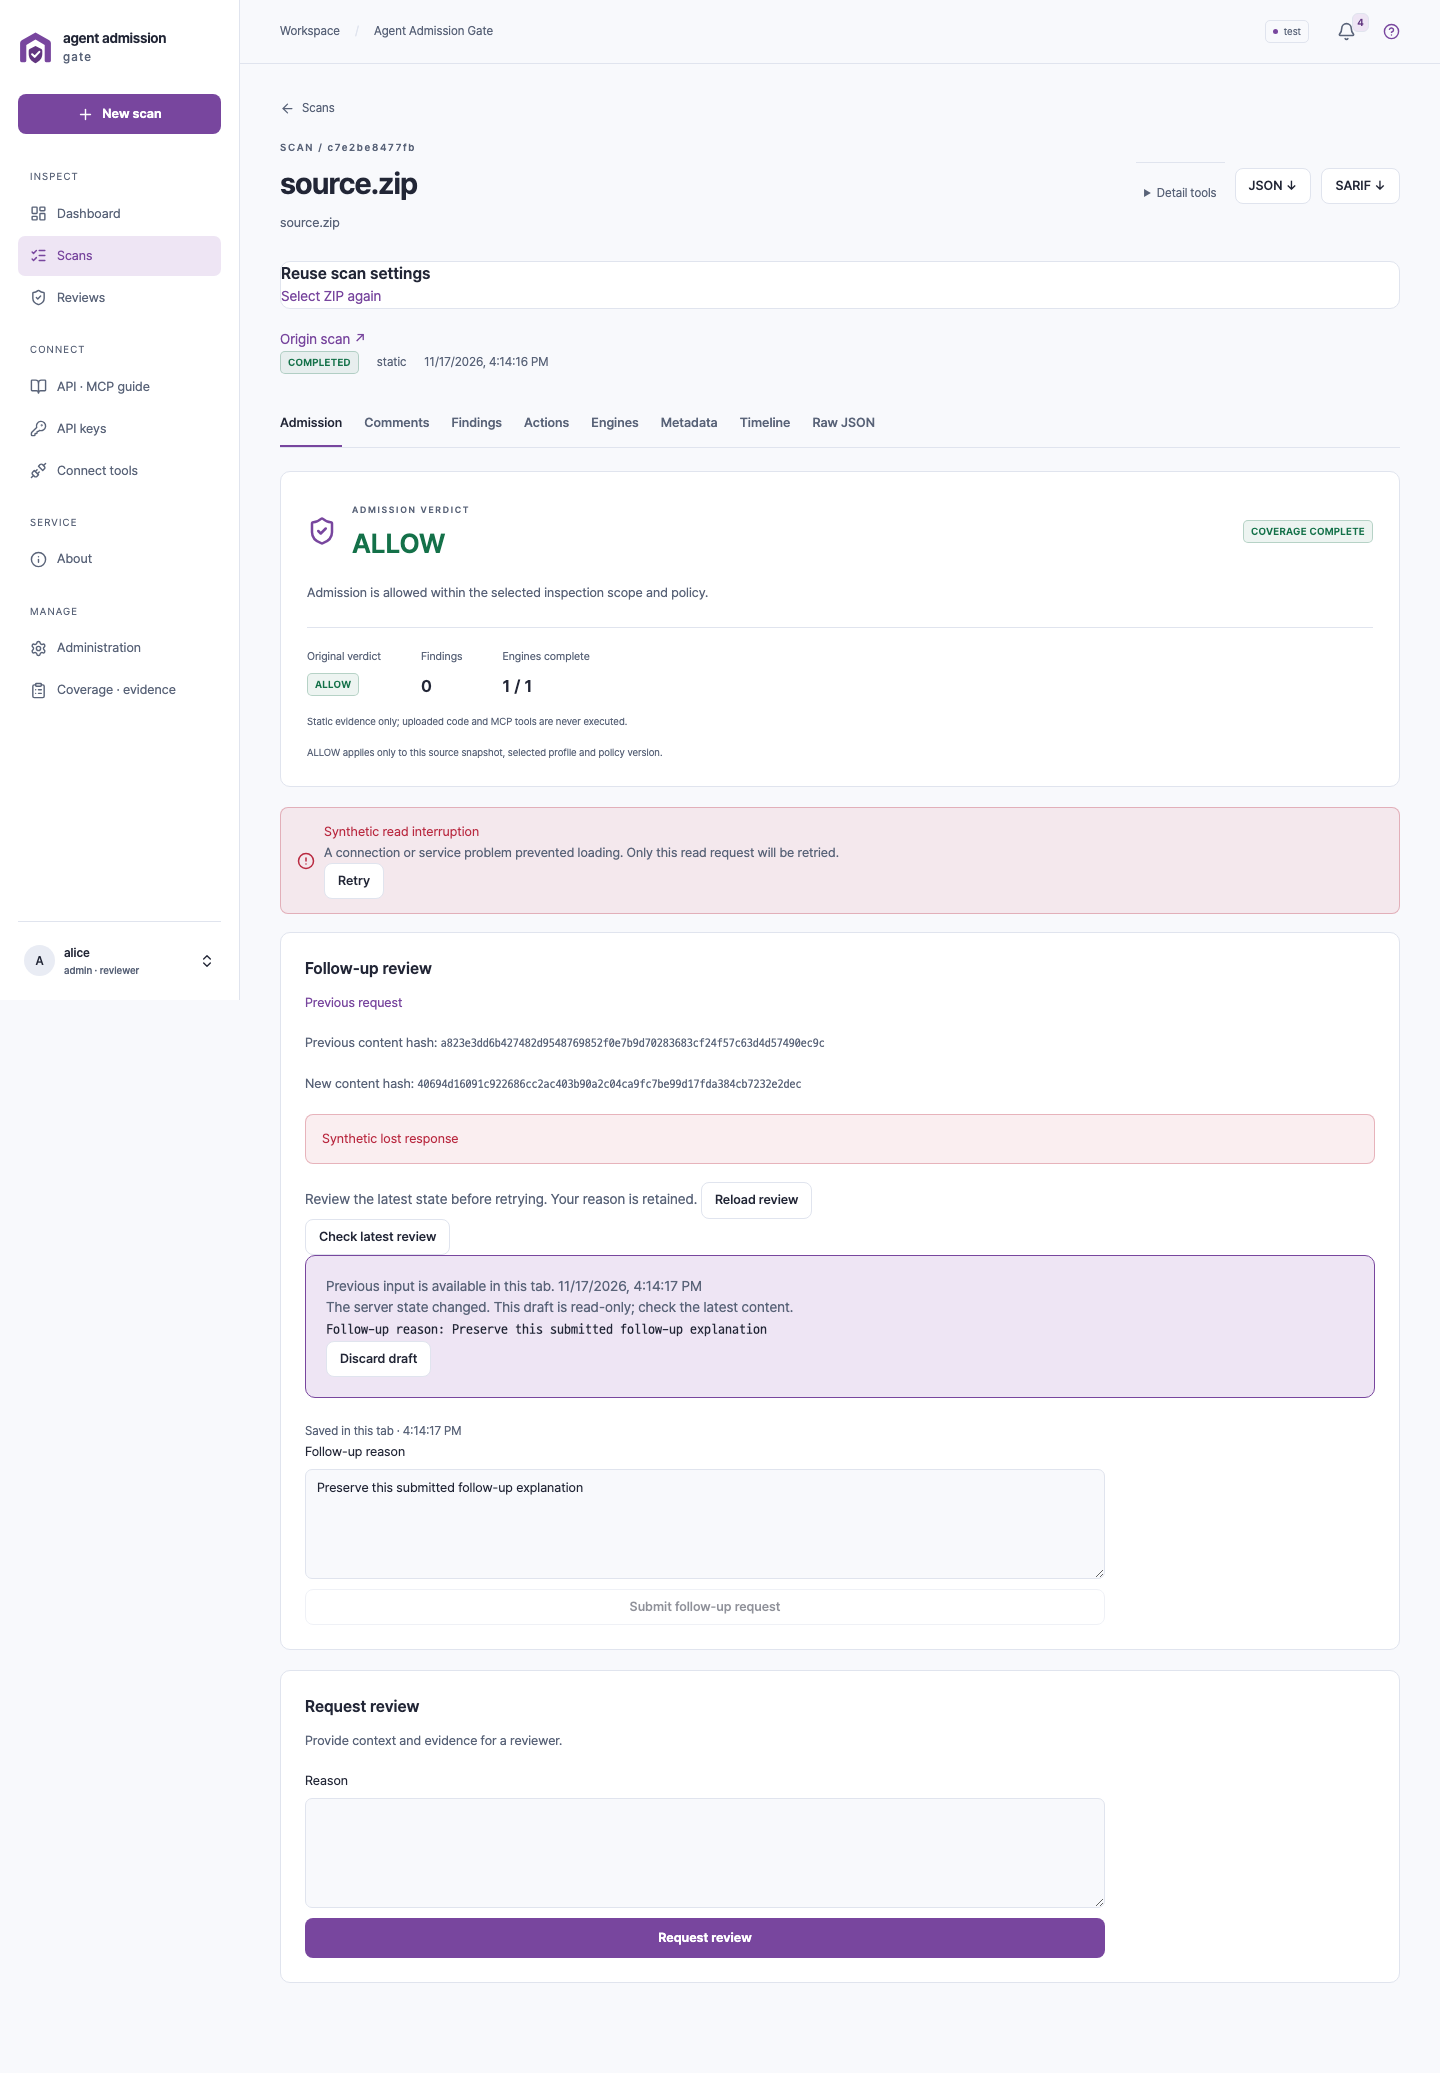 agent admission
gate
New scan
INSPECT
Dashboard
Scans
Reviews
CONNECT
API · MCP guide
API keys
Connect tools
SERVICE
About
MANAGE
Administration
Coverage · evidence
A
alice
admin · reviewer
Workspace / Agent Admission Gate
test
4
Scans
SCAN / c7e2be8477fb
source.zip
source.zip
Detail tools
JSON ↓
SARIF ↓
Reuse scan settings
Select ZIP again
Origin scan ↗
COMPLETED static 11/17/2026, 4:14:16 PM
Admission Comments Findings Actions Engines Metadata Timeline Raw JSON
ADMISSION VERDICT
ALLOW
COVERAGE COMPLETE
Admission is allowed within the selected inspection scope and policy.
Original verdict Findings Engines complete
ALLOW 0 1 / 1
Static evidence only; uploaded code and MCP tools are never executed.
ALLOW applies only to this source snapshot, selected profile and policy version.
Synthetic read interruption
A connection or service problem prevented loading. Only this read request will be retried.
Retry
Follow-up review
Previous request
Previous content hash: a823e3dd6b427482d9548769852f0e7b9d70283683cf24f57c63d4d57490ec9c
New content hash: 40694d16091c922686cc2ac403b90a2c04ca9fc7be99d17fda384cb7232e2dec
Synthetic lost response
Review the latest state before retrying. Your reason is retained. Reload review
Check latest review
Previous input is available in this tab. 11/17/2026, 4:14:17 PM
The server state changed. This draft is read-only; check the latest content.
Follow-up reason: Preserve this submitted follow-up explanation
Discard draft
Saved in this tab · 4:14:17 PM
Follow-up reason
Preserve this submitted follow-up explanation
Submit follow-up request
Request review
Provide context and evidence for a reviewer.
Reason
Request review